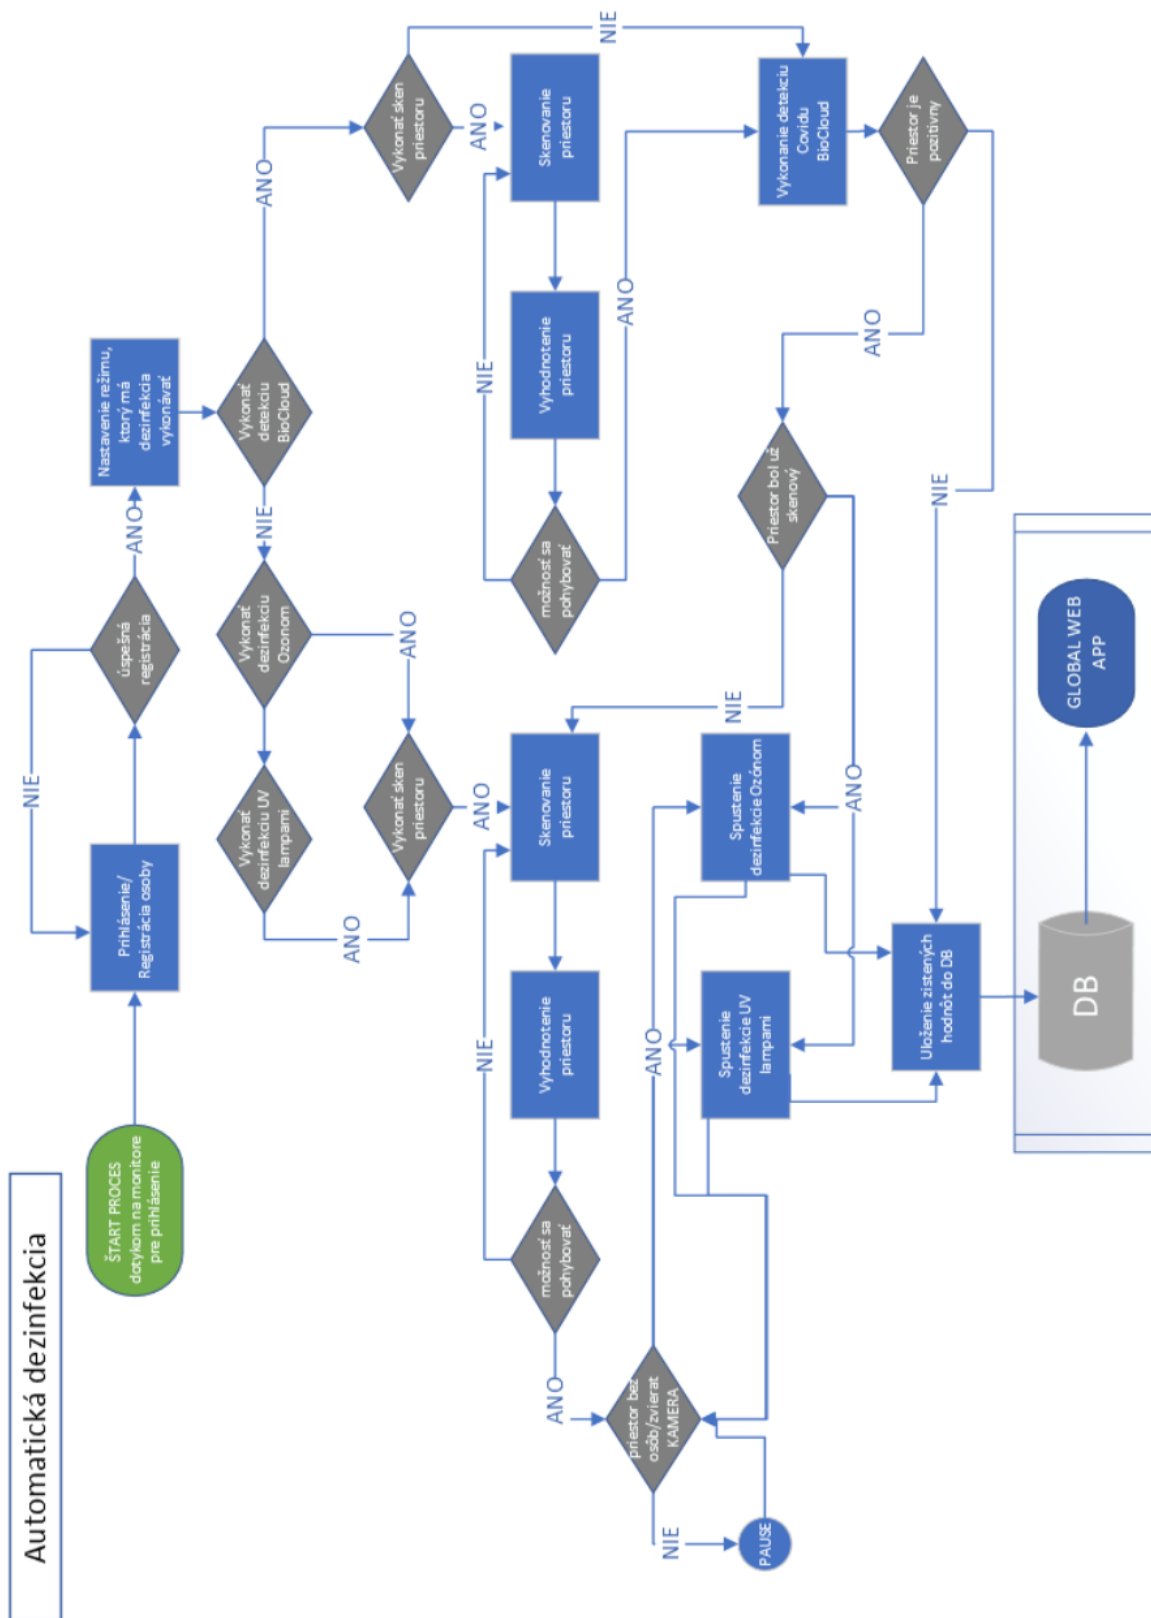 Automatická dezinfekcia
ŠTART PROCES
dotykom na monitore
pre prihlásenie
Prihlásenie/
Registrácia osoby
NIE
úspešná
registrácia
ANO
Nastavenie režimu,
ktorý má
dezinfekcia
vykonávať
Vykonať
detekciu
BioCloud
ANO
NIE
Vykonať
dezinfekciu
Ozonom
ANO
Vykonať
dezinfekciu UV
lampami
ANO
Vykonať sken
priestoru
ANO
Vykonať sken
priestoru
ANO
NIE
Skenovanie
priestoru
Vyhodnotenie
priestoru
možnosť sa
pohybovať
NIE
ANO
Skenovanie
priestoru
Vyhodnotenie
priestoru
možnosť sa
pohybovať
NIE
ANO
priestor bez
osôb/zvierat
KAMERA
NIE
PAUSE
ANO
Spustenie
dezinfekcie UV
lampami
Spustenie
dezinfekcie Ozónom
Vykonanie detekciu
Covidu
BioCloud
Priestor je
pozitívny
ANO
NIE
Priestor bol už
skenový
NIE
ANO
Uloženie zistených
hodnôt do DB
DB
GLOBAL WEB
APP